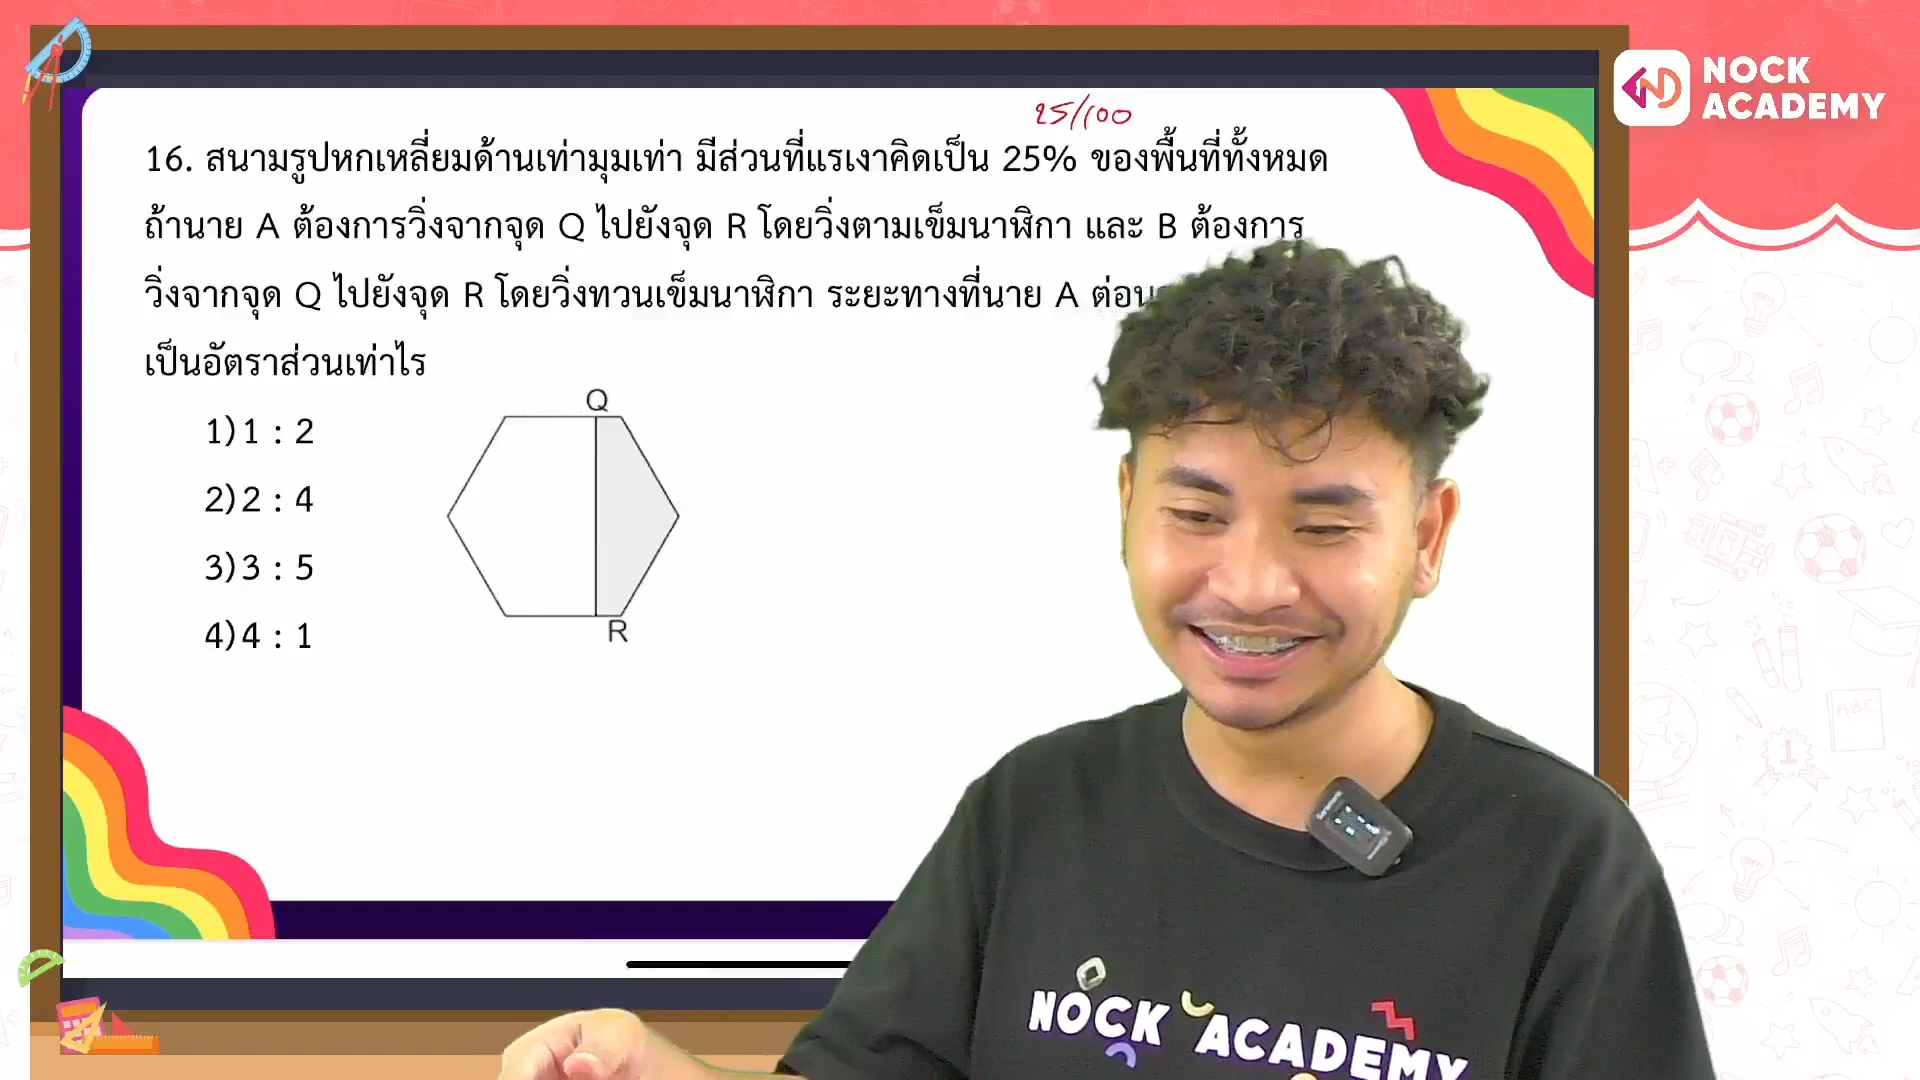 NOCK
ACADEMY
25/100
16. สนามรูปหกเหลี่ยมด้านเท่ามุมเท่า มีส่วนที่แรเงาคิดเป็น 25% ของพื้นที่ทั้งหมด
ถ้านาย A ต้องการวิ่งจากจุด Q ไปยังจุด R โดยวิ่งตามเข็มนาฬิกา และ B ต้องการ
วิ่งจากจุด Q ไปยังจุด R โดยวิ่งทวนเข็มนาฬิกา ระยะทางที่นาย A ต่อ
เป็นอัตราส่วนเท่าไร
1) 1 : 2
2) 2 : 4
3) 3 : 5
4) 4 : 1
Q
R
NOCK ACADEMY
ABC
1